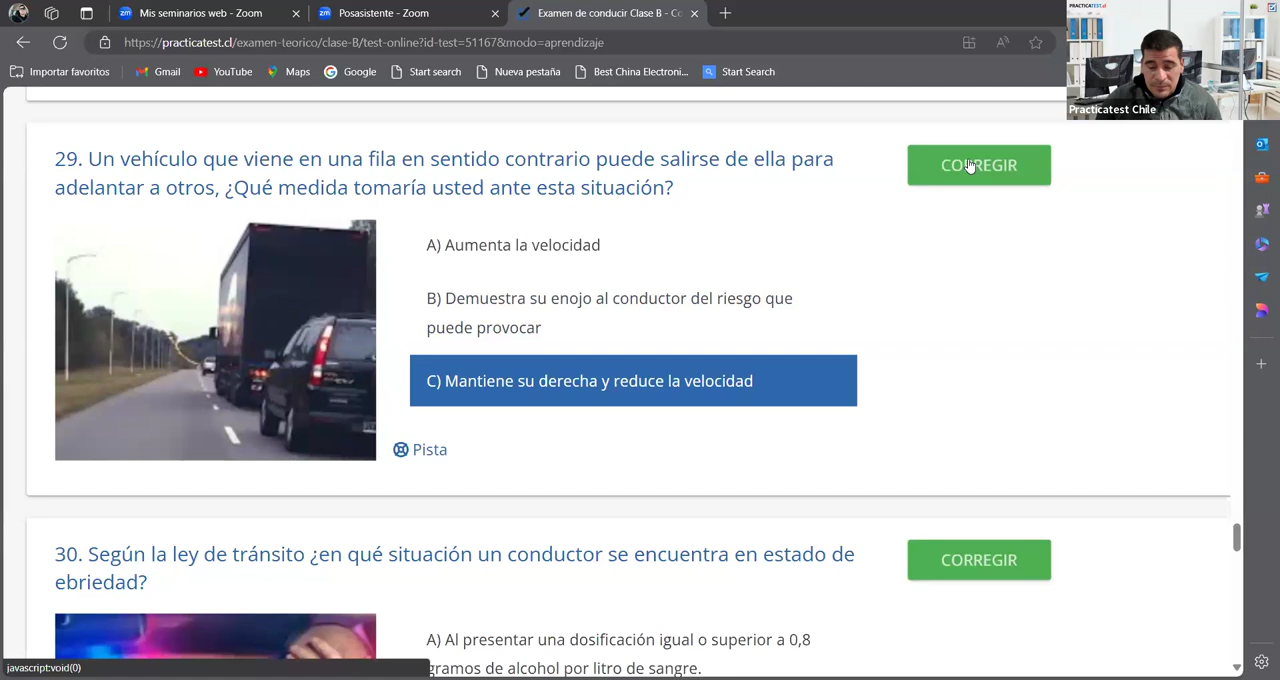 Mis seminarios web - Zoom
Posasistente - Zoom
Examen de conducir Clase B - Co
PRACTICATEST.cl
https://practicatest.cl/examen-teorico/clase-B/test-online?id-test=51167&modo=aprendizaje
Importar favoritos
Gmail
YouTube
Maps
Google
Start search
Nueva pestaña
Best China Electroni...
Start Search
Practicatest Chile
29. Un vehículo que viene en una fila en sentido contrario puede salirse de ella para
adelantar a otros, ¿Qué medida tomaría usted ante esta situación?
CORREGIR
A) Aumenta la velocidad
B) Demuestra su enojo al conductor del riesgo que
puede provocar
C) Mantiene su derecha y reduce la velocidad
Pista
30. Según la ley de tránsito ¿en qué situación un conductor se encuentra en estado de
ebriedad?
CORREGIR
A) Al presentar una dosificación igual o superior a 0,8
gramos de alcohol por litro de sangre.
javascript:void(0)